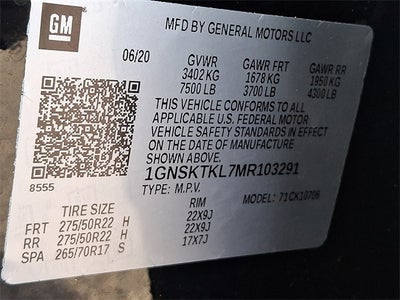 GM
MFD BY GENERAL MOTORS LLC
06/20 GVWR GAWR FRT GAWR RR
3402 KG 1678 KG 1950 KG
7500 LB 3700 LB 4300 LB
THIS VEHICLE CONFORMS TO ALL
APPLICABLE U.S. FEDERAL MOTOR
VEHICLE SAFETY STANDARDS IN EFFECT
ON THE DATE OF MANUFACTURE
SHOWN ABOVE.
8555
1GNSKTKL7MR103291
TYPE: M.P.V. MODEL: 71CK10706
TIRE SIZE RIM
FRT 275/50R22 H 22X9J
RR 275/50R22 H 22X9J
SPA 265/70R17 S 17X7J